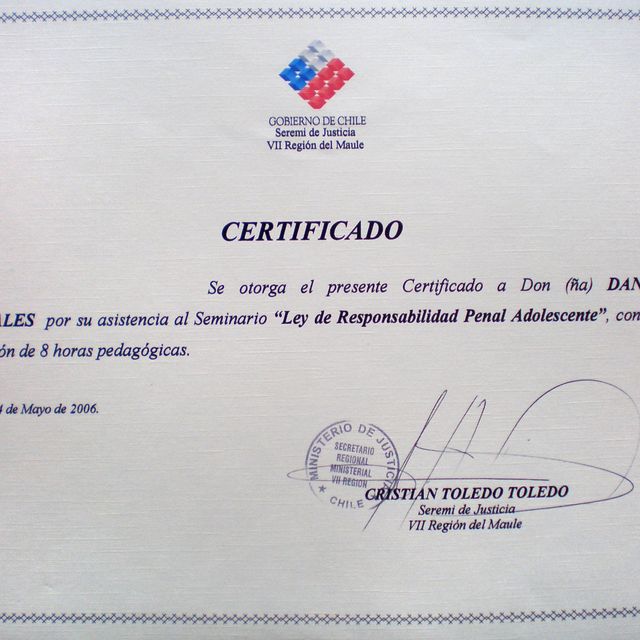 GOBIERNO DE CHILE
Seremi de Justicia
VII Región del Maule
CERTIFICADO
Se otorga el presente Certificado a Don (ña) DAN
ALES por su asistencia al Seminario “Ley de Responsabilidad Penal Adolescente”, con
ón de 8 horas pedagógicas.
4 de Mayo de 2006.
MINISTERIO DE JUSTICIA
SECRETARIO
REGIONAL
MINISTERIAL
VII REGION
★ CHILE
CRISTIAN TOLEDO TOLEDO
Seremi de Justicia
VII Región del Maule